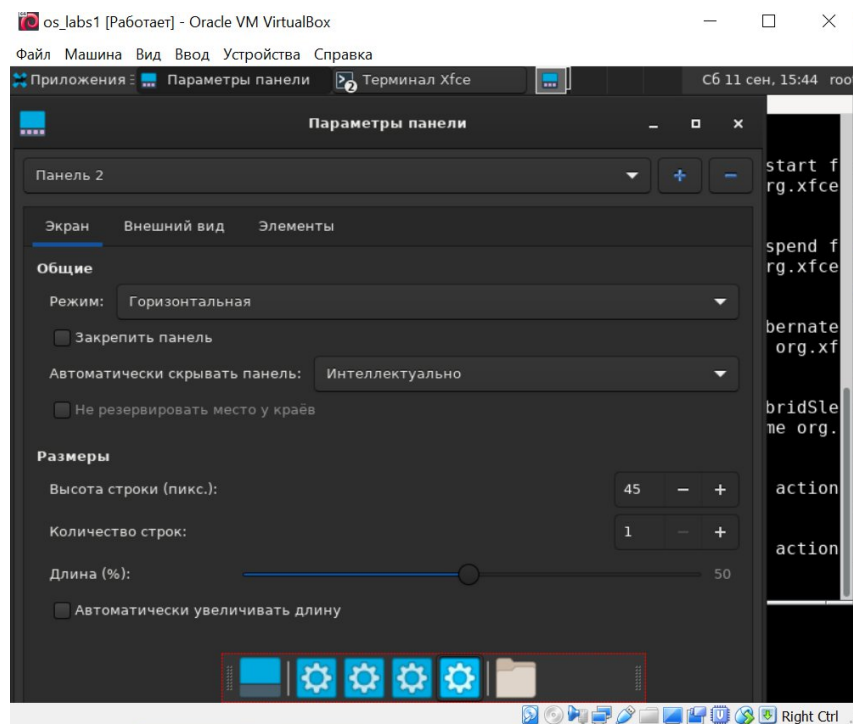 os_labs1 [Работает] - Oracle VM VirtualBox
Файл Машина Вид Ввод Устройства Справка
Приложения Параметры панели 2 Терминал Xfce Сб 11 сен, 15:44
Параметры панели
Панель 2
start f
rg.xfce
Экран Внешний вид Элементы
spend f
rg.xfce
Общие
Режим: Горизонтальная
Закрепить панель
bernate
org.xf
Автоматически скрывать панель: Интеллектуально
Не резервировать место у краёв
bridSle
me org.
Размеры
Высота строки (пикс.): 45 − + action
Количество строк: 1 − +
action
Длина (%): 50
Автоматически увеличивать длину
Right Ctrl